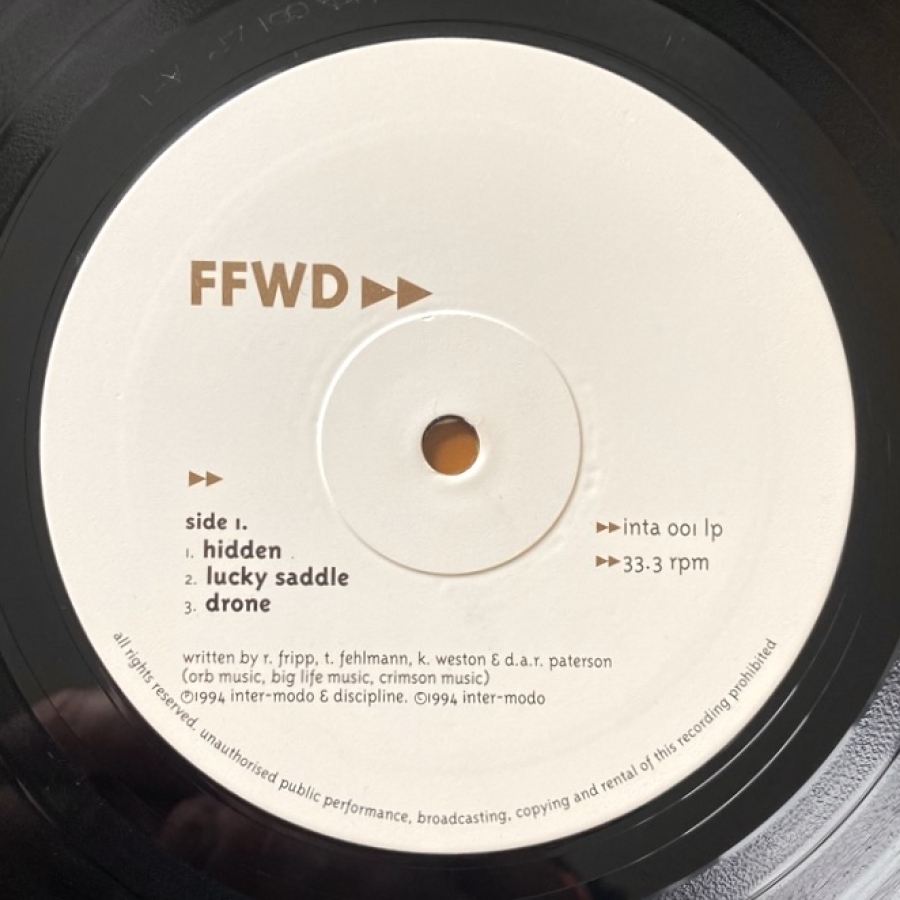 FFWD ▶▶
▶▶
side 1.
1. hidden
2. lucky saddle
3. drone
▶▶inta 001 lp
▶▶33.3 rpm
written by r. fripp, t. fehlmann, k. weston & d.a.r. paterson
(orb music, big life music, crimson music)
℗1994 inter-modo & discipline. ©1994 inter-modo
all rights reserved. unauthorised public performance, broadcasting, copying and rental of this recording prohibited